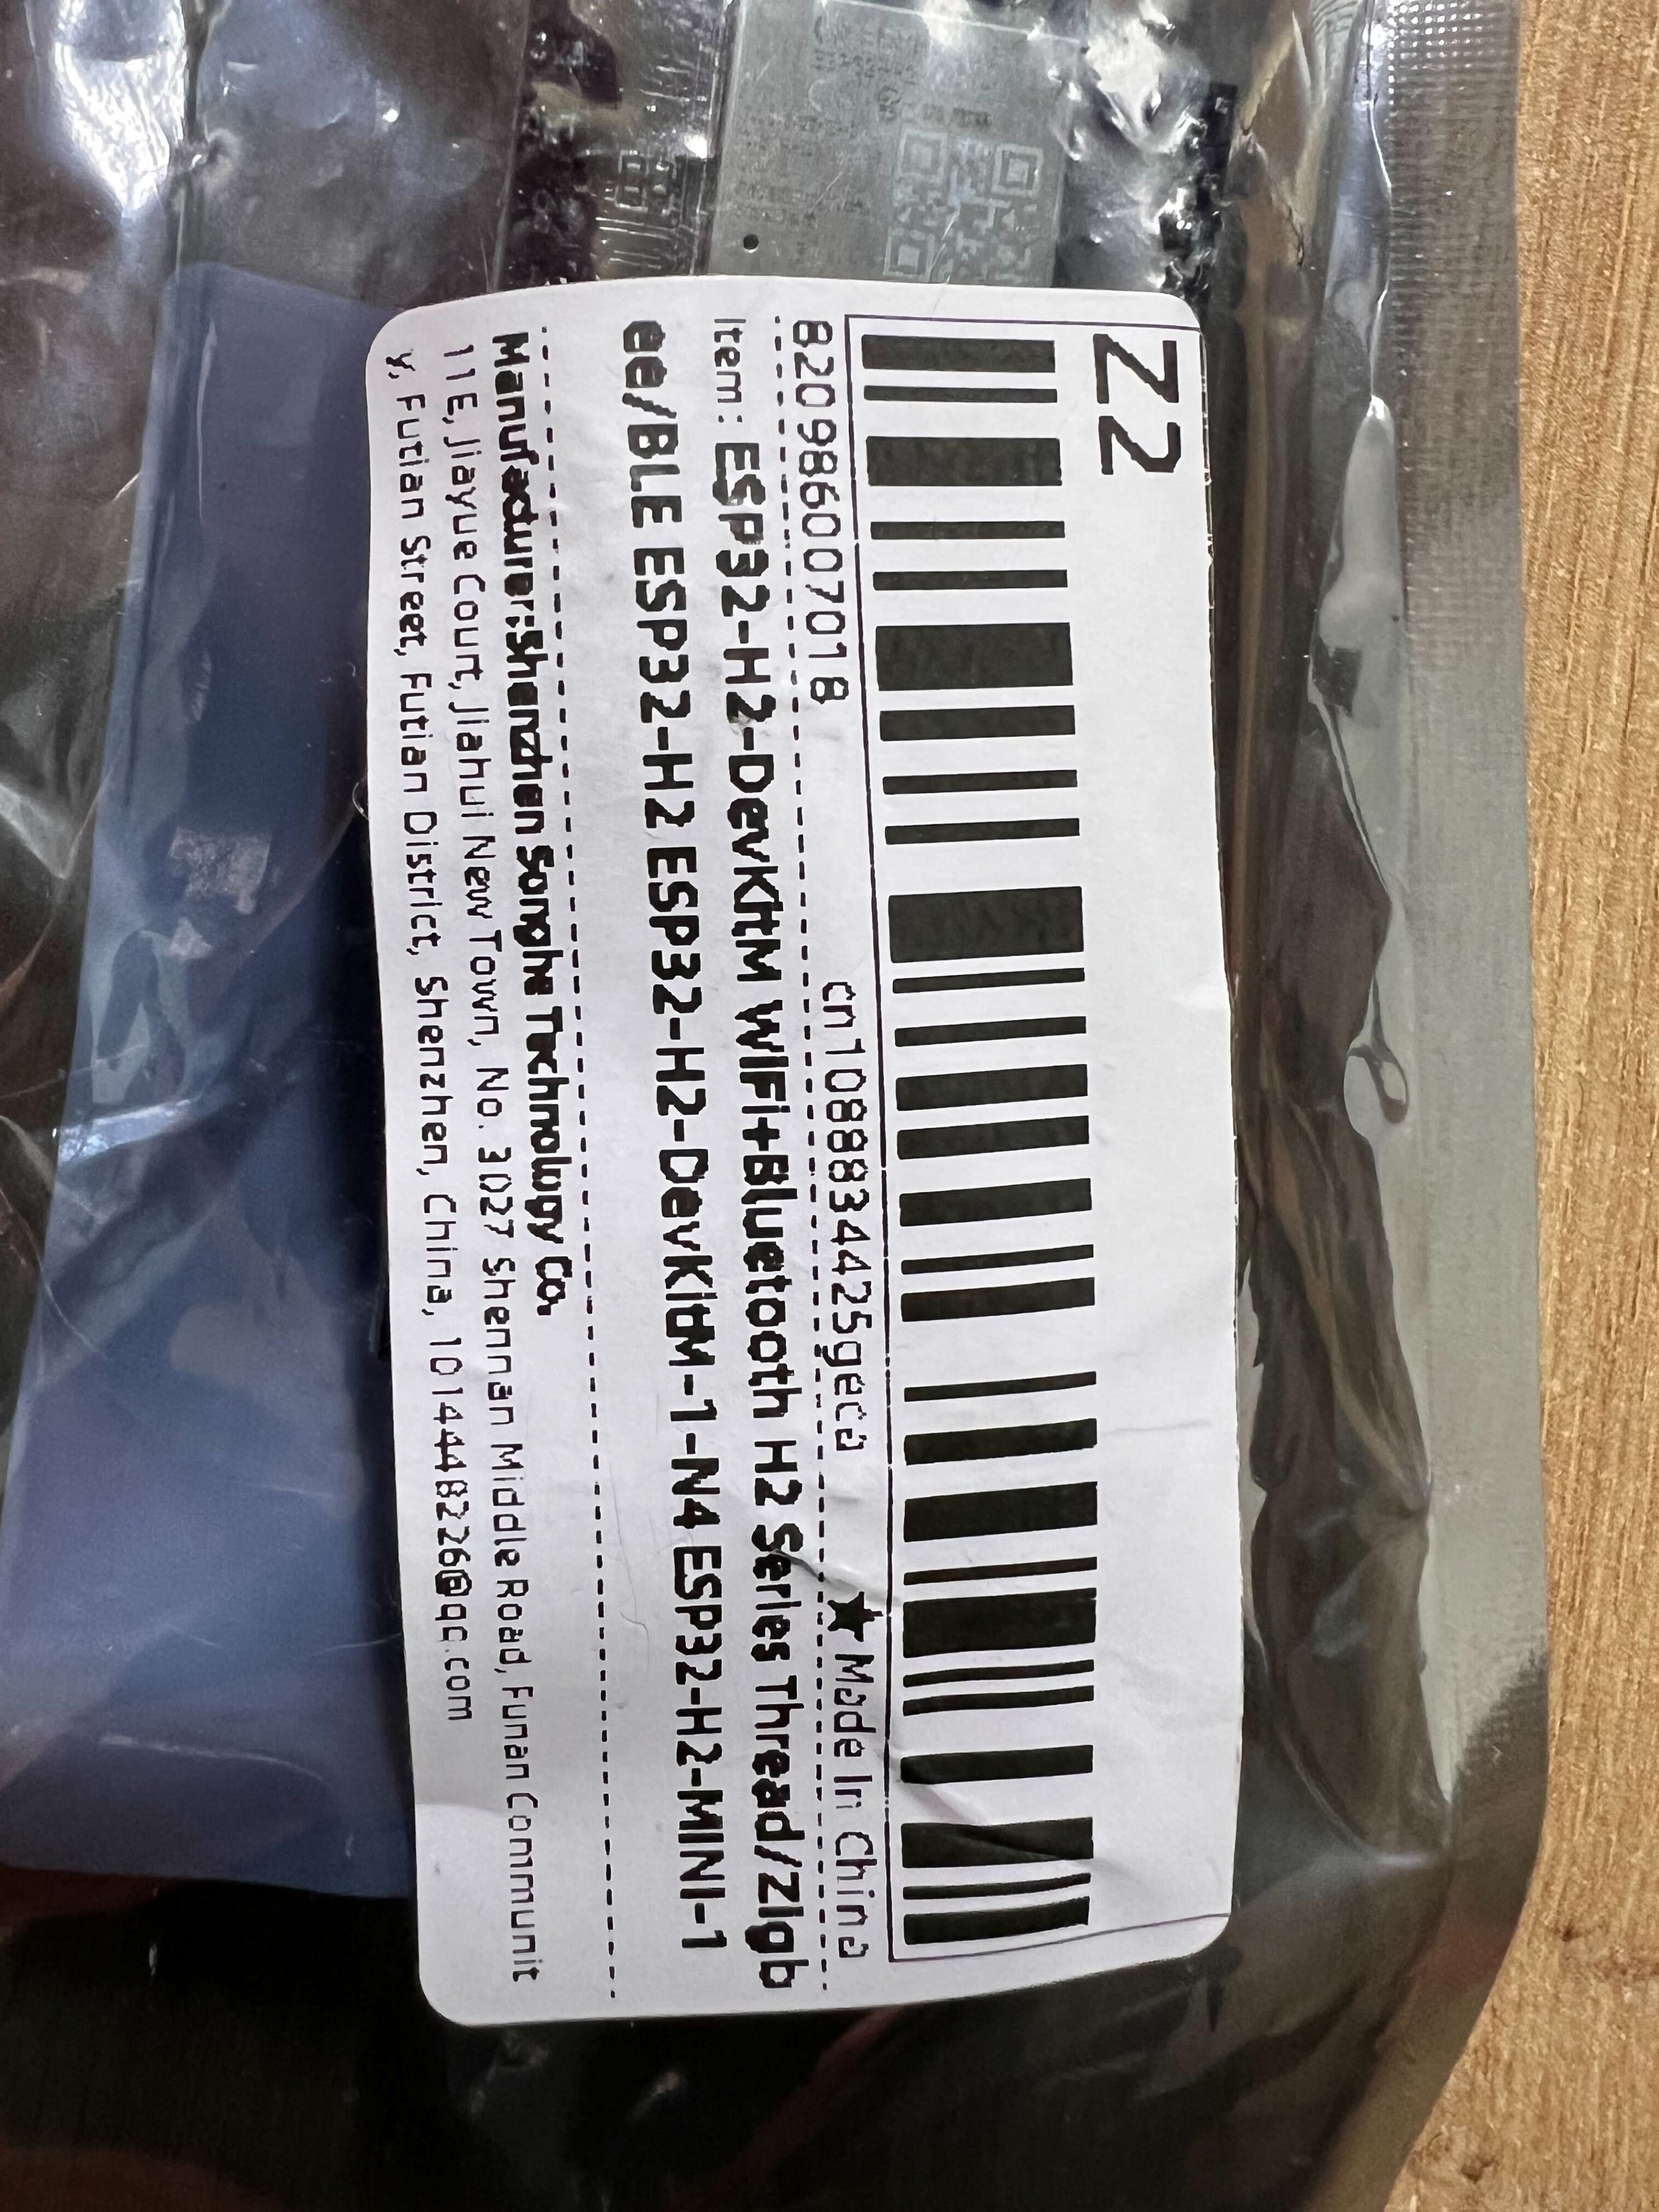 Z2
820986007018
cn1088834425geca
★ Made In China
Item: ESP32-H2-DevKitM WiFi+Bluetooth H2 Series Thread/Zigb
ee/BLE ESP32-H2 ESP32-H2-DevKitM-1-N4 ESP32-H2-MINI-1
Manufacturer:Shenzhen Songhe Technology Co,
11E,Jiayue Court,Jiahui New Town, No. 3027 Shennan Middle Road, Funan Communit
y, Futian Street, Futian District, Shenzhen, China, 1014448226@qq.com